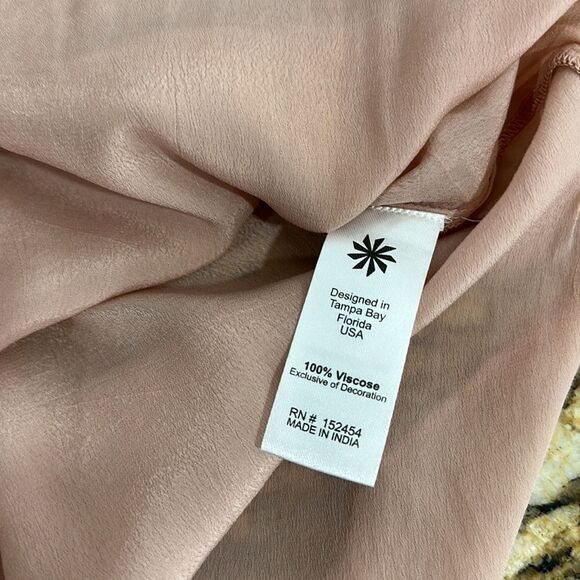 Designed in
Tampa Bay
Florida
USA
100% Viscose
Exclusive of Decoration
RN # 152454
MADE IN INDIA